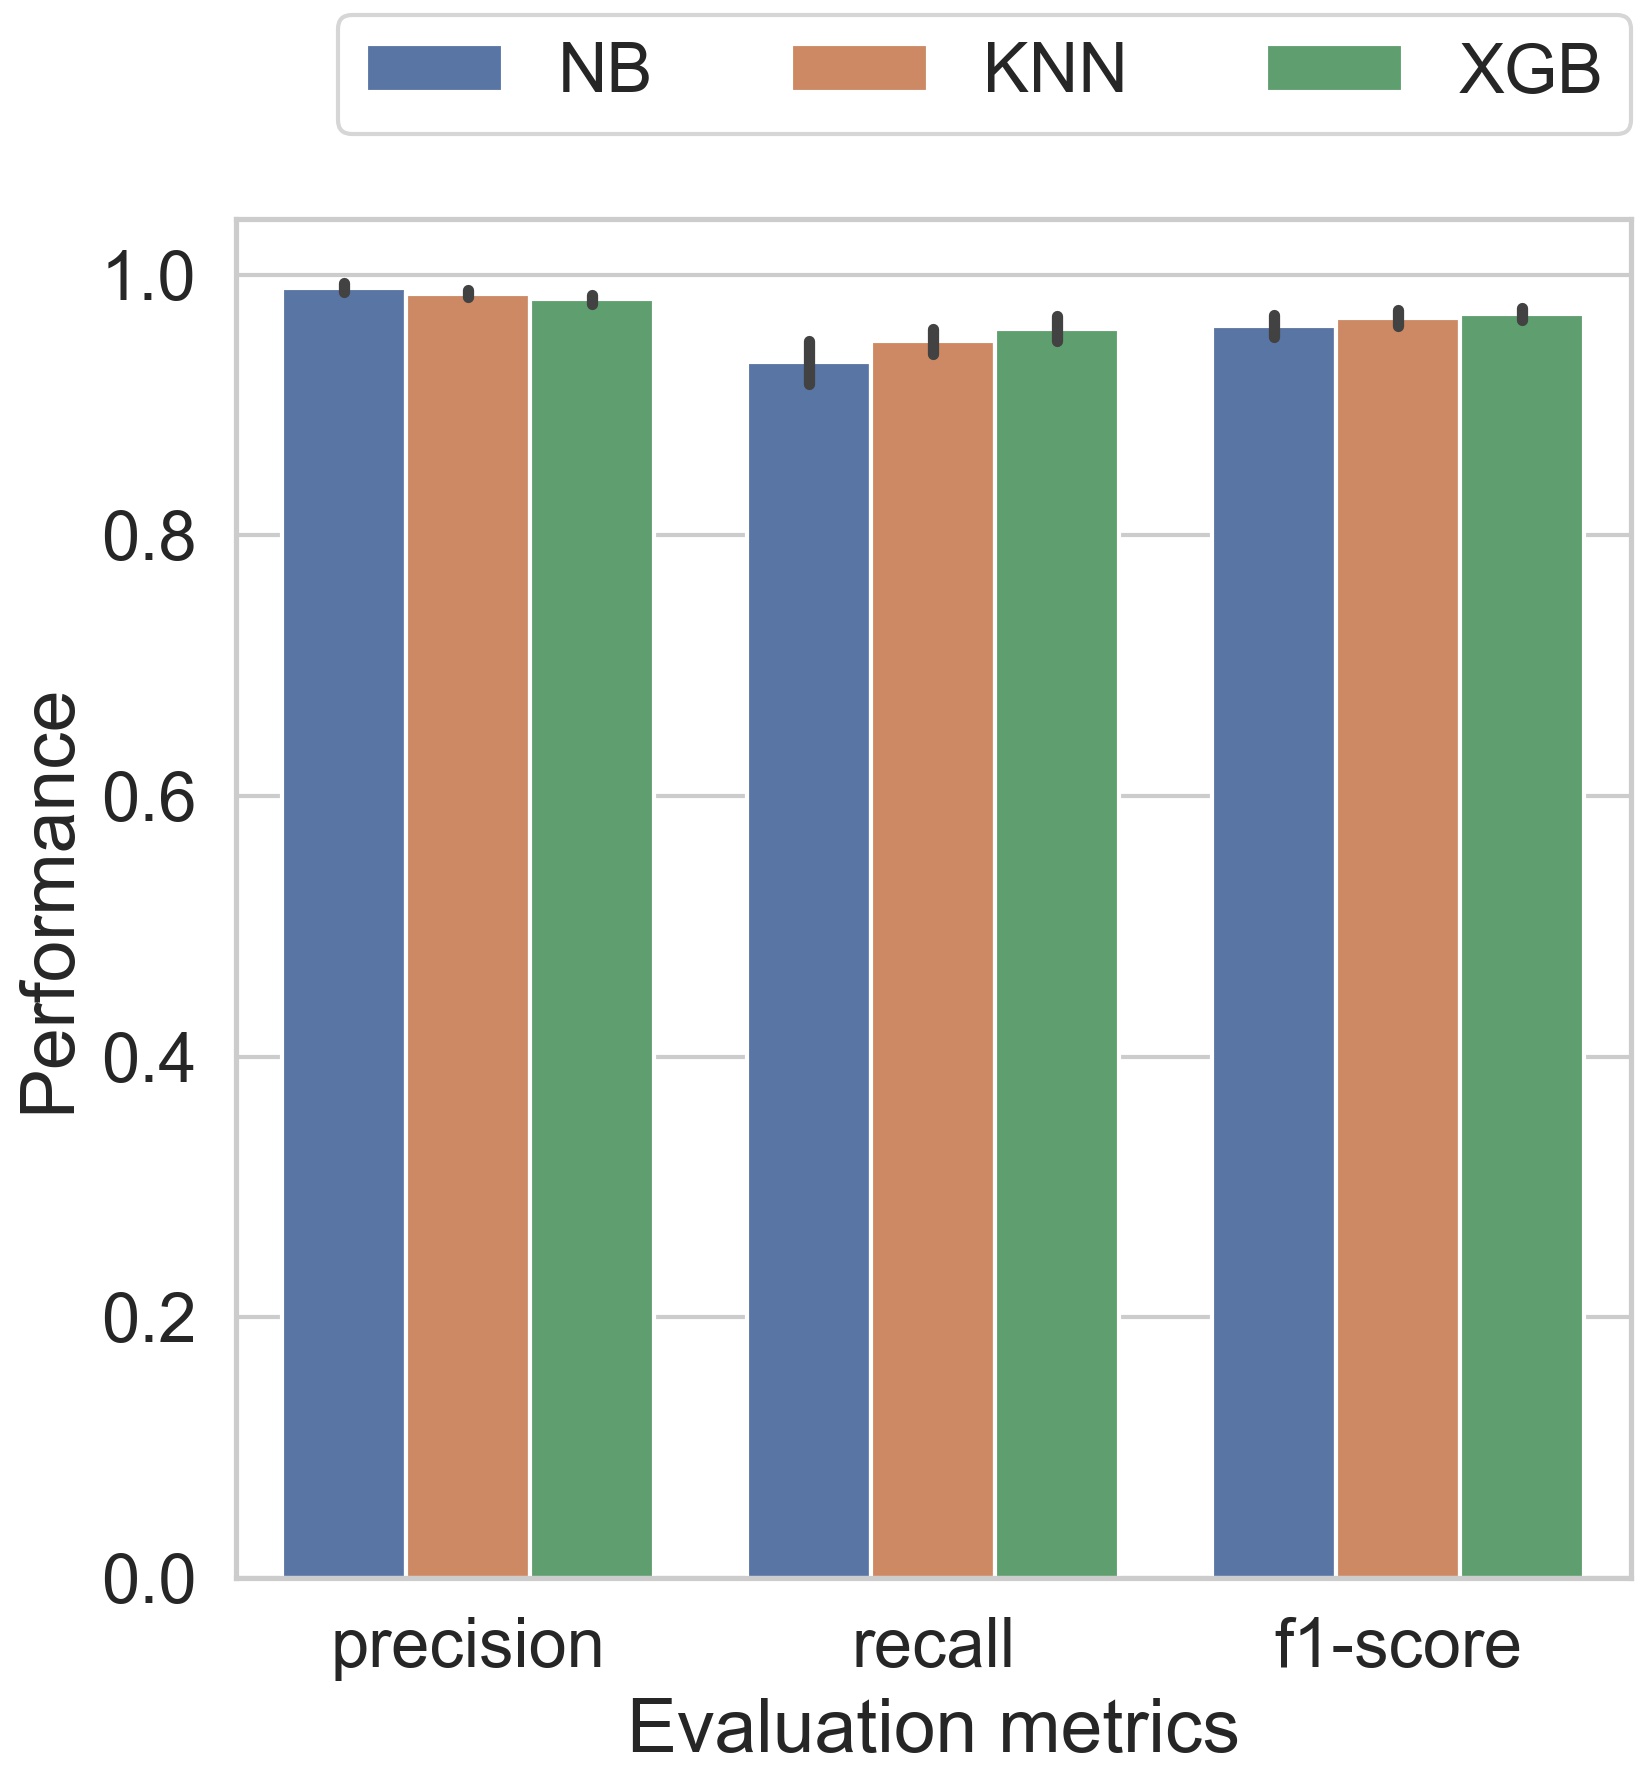 NB KNN XGB
1.0
0.8
0.6
0.4
0.2
0.0
Performance
precision recall f1-score
Evaluation metrics